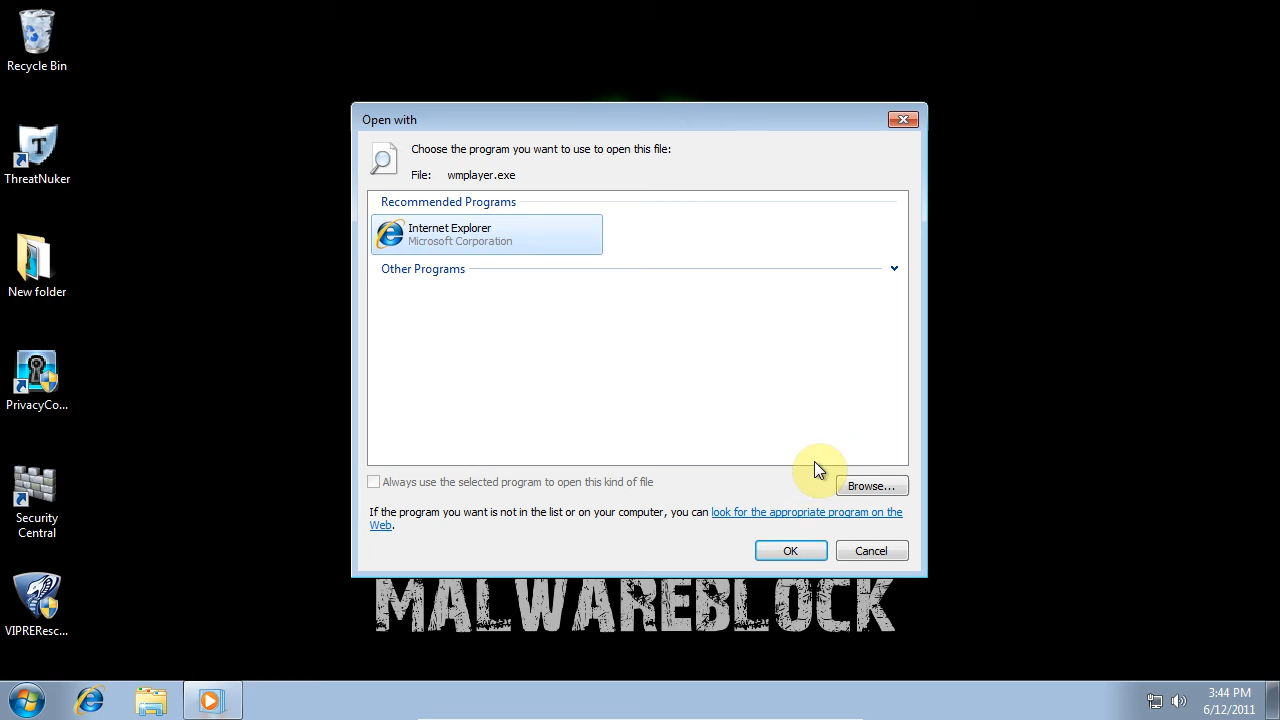 Recycle Bin
ThreatNuker
New folder
PrivacyCo...
Security
Central
VIPREResc...
Open with
Choose the program you want to use to open this file:
File: wmplayer.exe
Recommended Programs
Internet Explorer
Microsoft Corporation
Other Programs
Always use the selected program to open this kind of file
Browse...
If the program you want is not in the list or on your computer, you can look for the appropriate program on the
Web.
OK
Cancel
MALWAREBLOCK
3:44 PM
6/12/2011